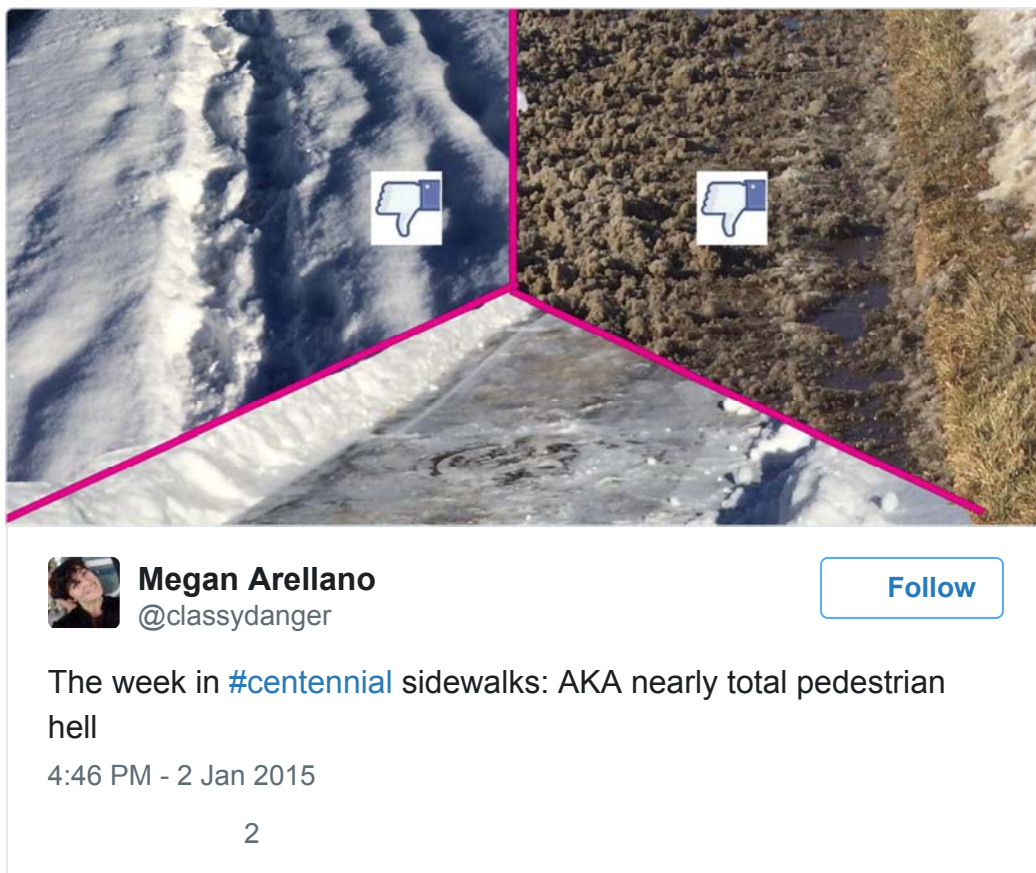 Megan Arellano
@classydanger
Follow
The week in #centennial sidewalks: AKA nearly total pedestrian
hell
4:46 PM - 2 Jan 2015
2